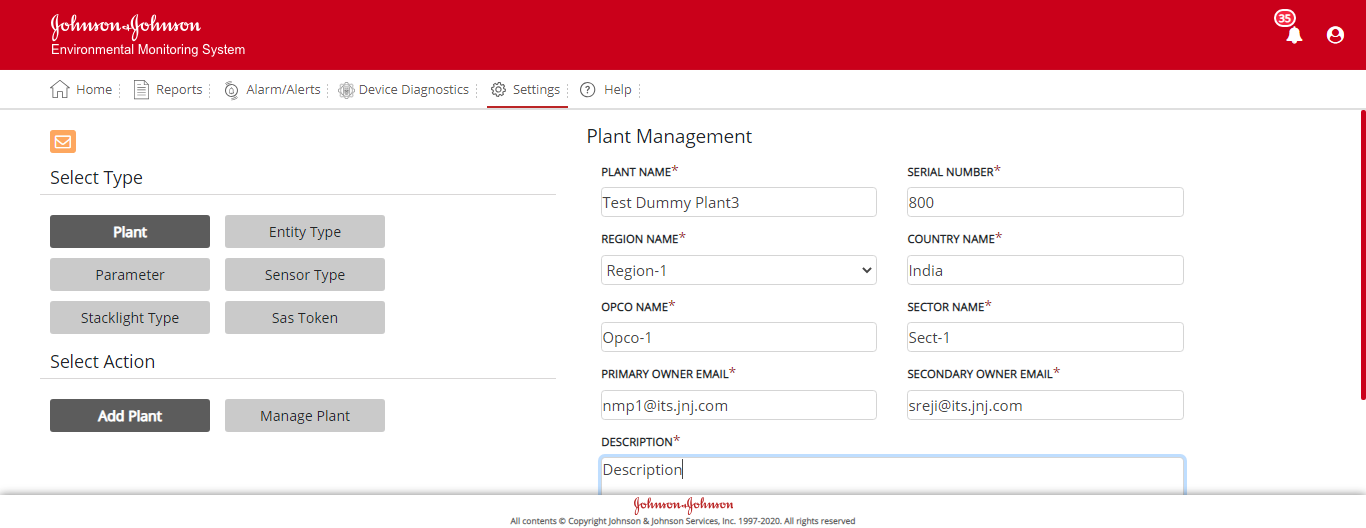 Johnson & Johnson
35
Environmental Monitoring System
Home
Reports
Alarm/Alerts
Device Diagnostics
Settings
Help
Select Type
Plant
Entity Type
Parameter
Sensor Type
Stacklight Type
Sas Token
Select Action
Add Plant
Manage Plant
Plant Management
PLANT NAME*
SERIAL NUMBER*
Test Dummy Plant3
800
REGION NAME*
COUNTRY NAME*
Region-1
India
OPCO NAME*
SECTOR NAME*
Opco-1
Sect-1
PRIMARY OWNER EMAIL*
SECONDARY OWNER EMAIL*
nmp1@its.jnj.com
sreji@its.jnj.com
DESCRIPTION*
Description
Johnson & Johnson
All contents © Copyright Johnson & Johnson Services, Inc. 1997-2020. All rights reserved